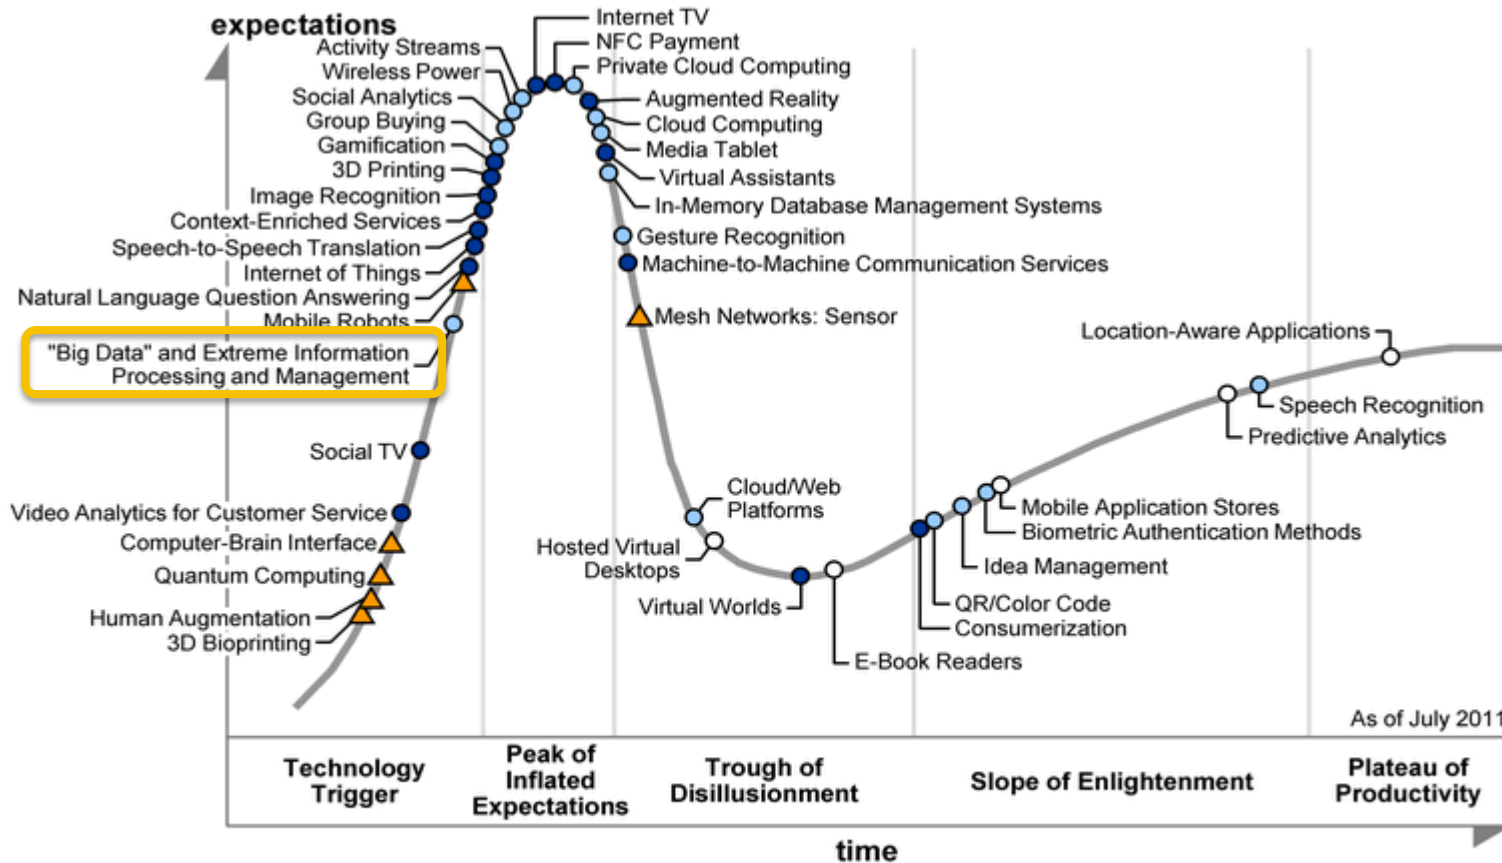 expectations
Internet TV
NFC Payment
Private Cloud Computing
Activity Streams
Wireless Power
Social Analytics
Group Buying
Gamification
3D Printing
Image Recognition
Context-Enriched Services
Speech-to-Speech Translation
Internet of Things
Natural Language Question Answering
Mobile Robots
"Big Data" and Extreme Information
Processing and Management
Social TV
Video Analytics for Customer Service
Computer-Brain Interface
Quantum Computing
Human Augmentation
3D Bioprinting
Augmented Reality
Cloud Computing
Media Tablet
Virtual Assistants
In-Memory Database Management Systems
Gesture Recognition
Machine-to-Machine Communication Services
Mesh Networks: Sensor
Cloud/Web
Platforms
Hosted Virtual
Desktops
Virtual Worlds
E-Book Readers
Location-Aware Applications
Speech Recognition
Predictive Analytics
Mobile Application Stores
Biometric Authentication Methods
Idea Management
QR/Color Code
Consumerization
As of July 2011
Technology
Trigger
Peak of
Inflated
Expectations
Trough of
Disillusionment
Slope of Enlightenment
Plateau of
Productivity
time